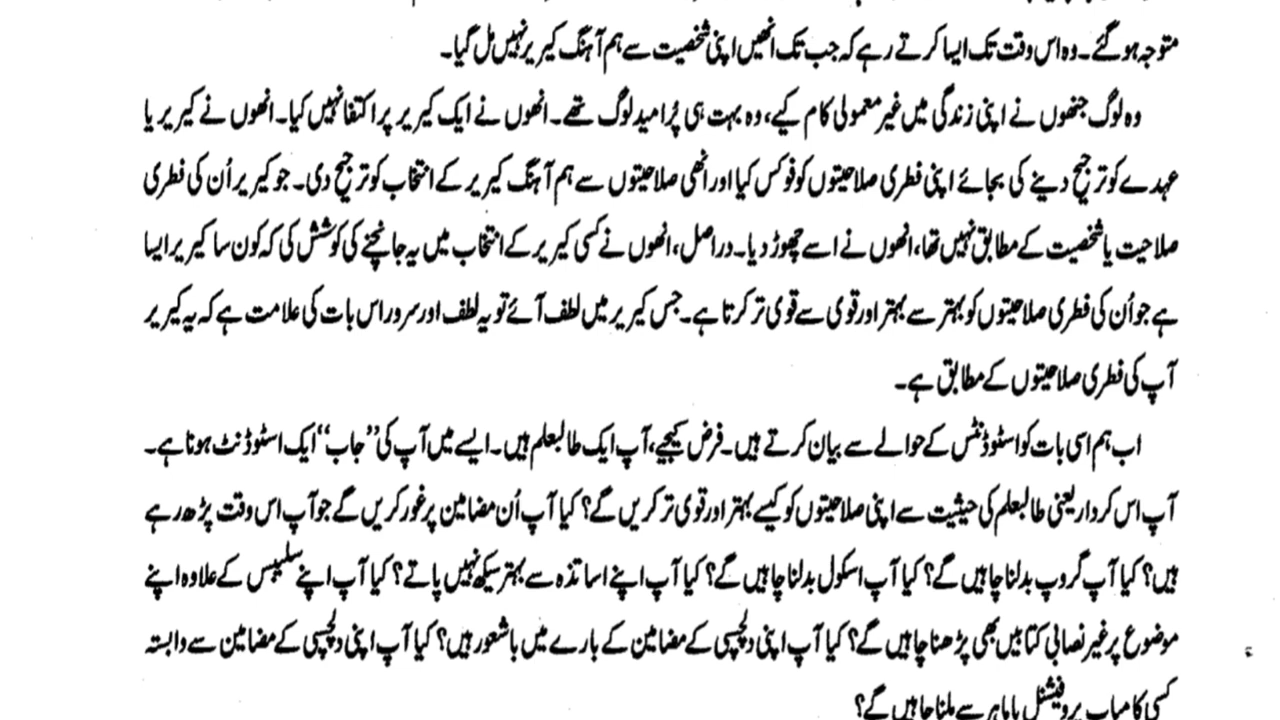 متوجہ ہوگئے۔ وہ اس وقت تک ایسا کرتے رہے کہ جب تک انھیں اپنی شخصیت سے ہم آہنگ کیریر نہیں مل گیا۔
وہ لوگ جنھوں نے اپنی زندگی میں غیر معمولی کام کیے، وہ بہت ہی پُر امید لوگ تھے۔ انھوں نے ایک کیریر پر اکتفا نہیں کیا۔ انھوں نے کیریر یا
عہدے کو ترجیح دینے کی بجائے اپنی فطری صلاحیتوں کو فوکس کیا اور انھی صلاحیتوں سے ہم آہنگ کیریر کے انتخاب کو ترجیح دی۔ جو کیریر اُن کی فطری
صلاحیت یا شخصیت کے مطابق نہیں تھا، انھوں نے اسے چھوڑ دیا۔ دراصل، انھوں نے کسی کیریر کے انتخاب میں یہ جانچنے کی کوشش کی کہ کون سا کیریر ایسا
ہے جو اُن کی فطری صلاحیتوں کو بہتر سے بہتر اور قوی سے قوی تر کرتا ہے۔ جس کیریر میں لطف آئے تو یہ لطف اور سرور اس بات کی علامت ہے کہ یہ کیریر
آپ کی فطری صلاحیتوں کے مطابق ہے۔
اب ہم اسی بات کو اسٹوڈنٹس کے حوالے سے بیان کرتے ہیں۔ فرض کیجیے، آپ ایک طالبعلم ہیں۔ ایسے میں آپ کی ”جاب“ ایک اسٹوڈنٹ ہونا ہے۔
آپ اس کردار یعنی طالبعلم کی حیثیت سے اپنی صلاحیتوں کو کیسے بہتر اور قوی تر کریں گے؟ کیا آپ اُن مضامین پر غور کریں گے جو آپ اس وقت پڑھ رہے
ہیں؟ کیا آپ گروپ بدلنا چاہیں گے؟ کیا آپ اسکول بدلنا چاہیں گے؟ کیا آپ اپنے اساتذہ سے بہتر سیکھ نہیں پاتے؟ کیا آپ اپنے سلیبس کے علاوہ اپنے
موضوع پر غیر نصابی کتابیں بھی پڑھنا چاہیں گے؟ کیا آپ اپنی دلچسپی کے مضامین کے بارے میں باشعور ہیں؟ کیا آپ اپنی دلچسپی کے مضامین سے وابستہ
کسی کامیاب پروفیشنل یا ماہر سے ملنا چاہیں گے؟